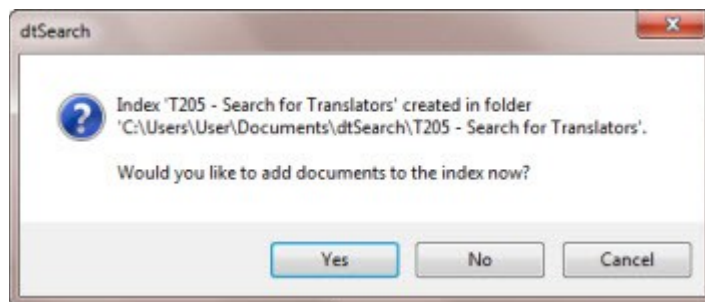 dtSearch
Index 'T205 - Search for Translators' created in folder
'C:\Users\User\Documents\dtSearch\T205 - Search for Translators'.
Would you like to add documents to the index now?
Yes No Cancel